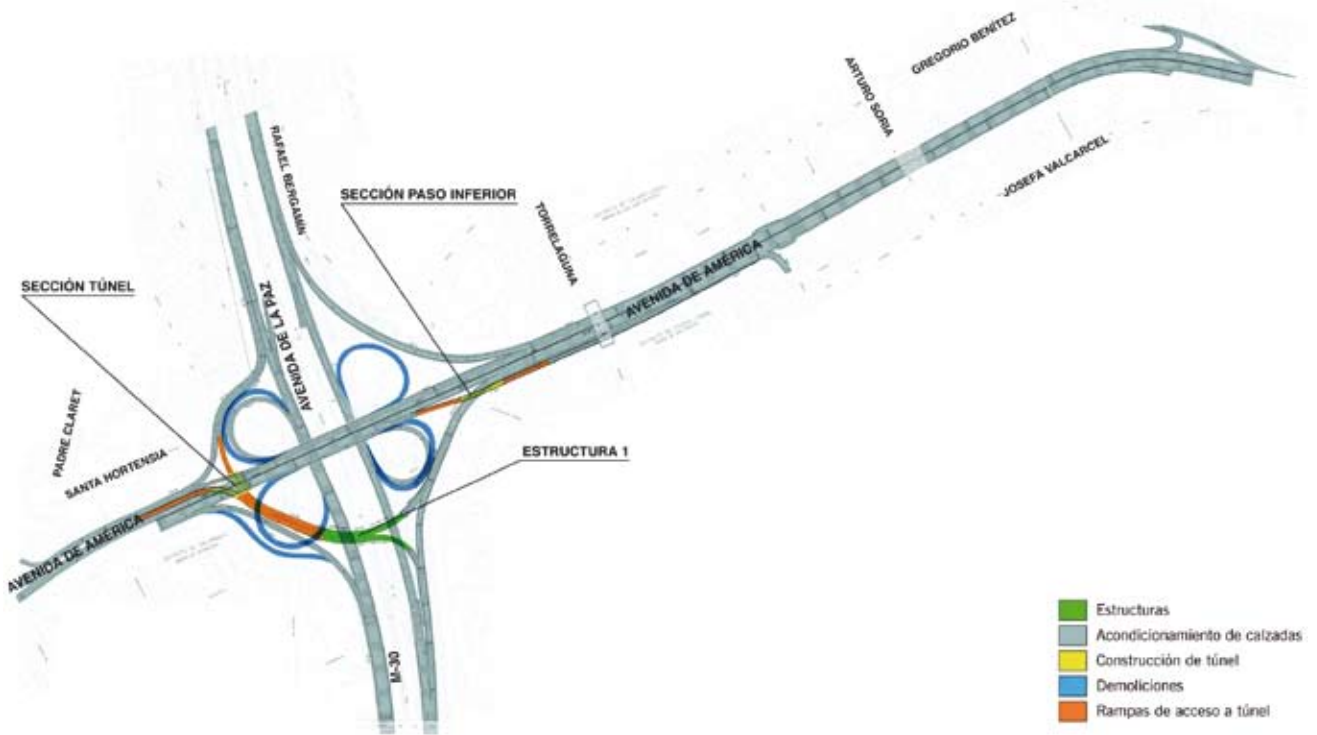 GREGORIO BENÍTEZ
ARTURO SORIA
JOSEFA VALCARCEL
RAFAEL BERGAMÍN
SECCIÓN PASO INFERIOR
TORRELAGUNA
AVENIDA DE AMÉRICA
SECCIÓN TÚNEL
AVENIDA DE LA PAZ
PADRE CLARET
SANTA HORTENSIA
ESTRUCTURA 1
AVENIDA DE AMÉRICA
M-30
Estructuras
Acondicionamiento de calzadas
Construcción de túnel
Demoliciones
Rampas de acceso a túnel